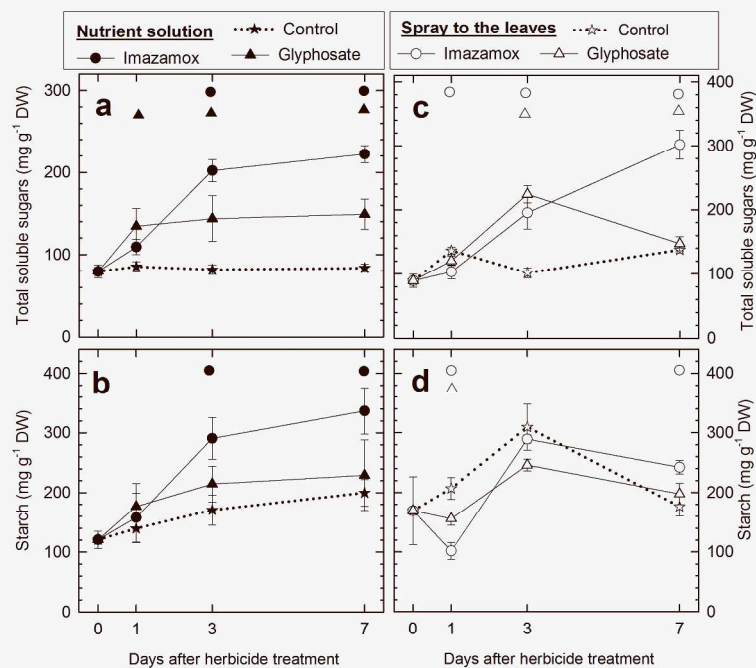 Nutrient solution Control
Imazamox Glyphosate
Spray to the leaves Control
Imazamox Glyphosate
a
300
200
100
0
Total soluble sugars (mg g⁻¹ DW)
c
400
300
200
100
0
Total soluble sugars (mg g⁻¹ DW)
b
400
300
200
100
0
Starch (mg g⁻¹ DW)
d
400
300
200
100
0
Starch (mg g⁻¹ DW)
0 1 3 7
Days after herbicide treatment
0 1 3 7
Days after herbicide treatment